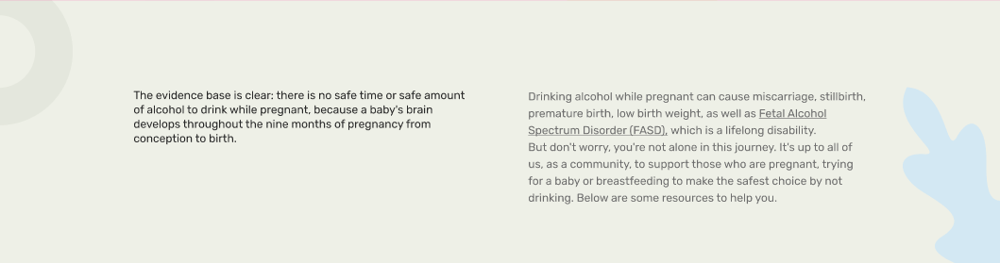 The evidence base is clear: there is no safe time or safe amount
of alcohol to drink while pregnant, because a baby's brain
develops throughout the nine months of pregnancy from
conception to birth.
Drinking alcohol while pregnant can cause miscarriage, stillbirth,
premature birth, low birth weight, as well as Fetal Alcohol
Spectrum Disorder (FASD), which is a lifelong disability.
But don't worry, you're not alone in this journey. It's up to all of
us, as a community, to support those who are pregnant, trying
for a baby or breastfeeding to make the safest choice by not
drinking. Below are some resources to help you.